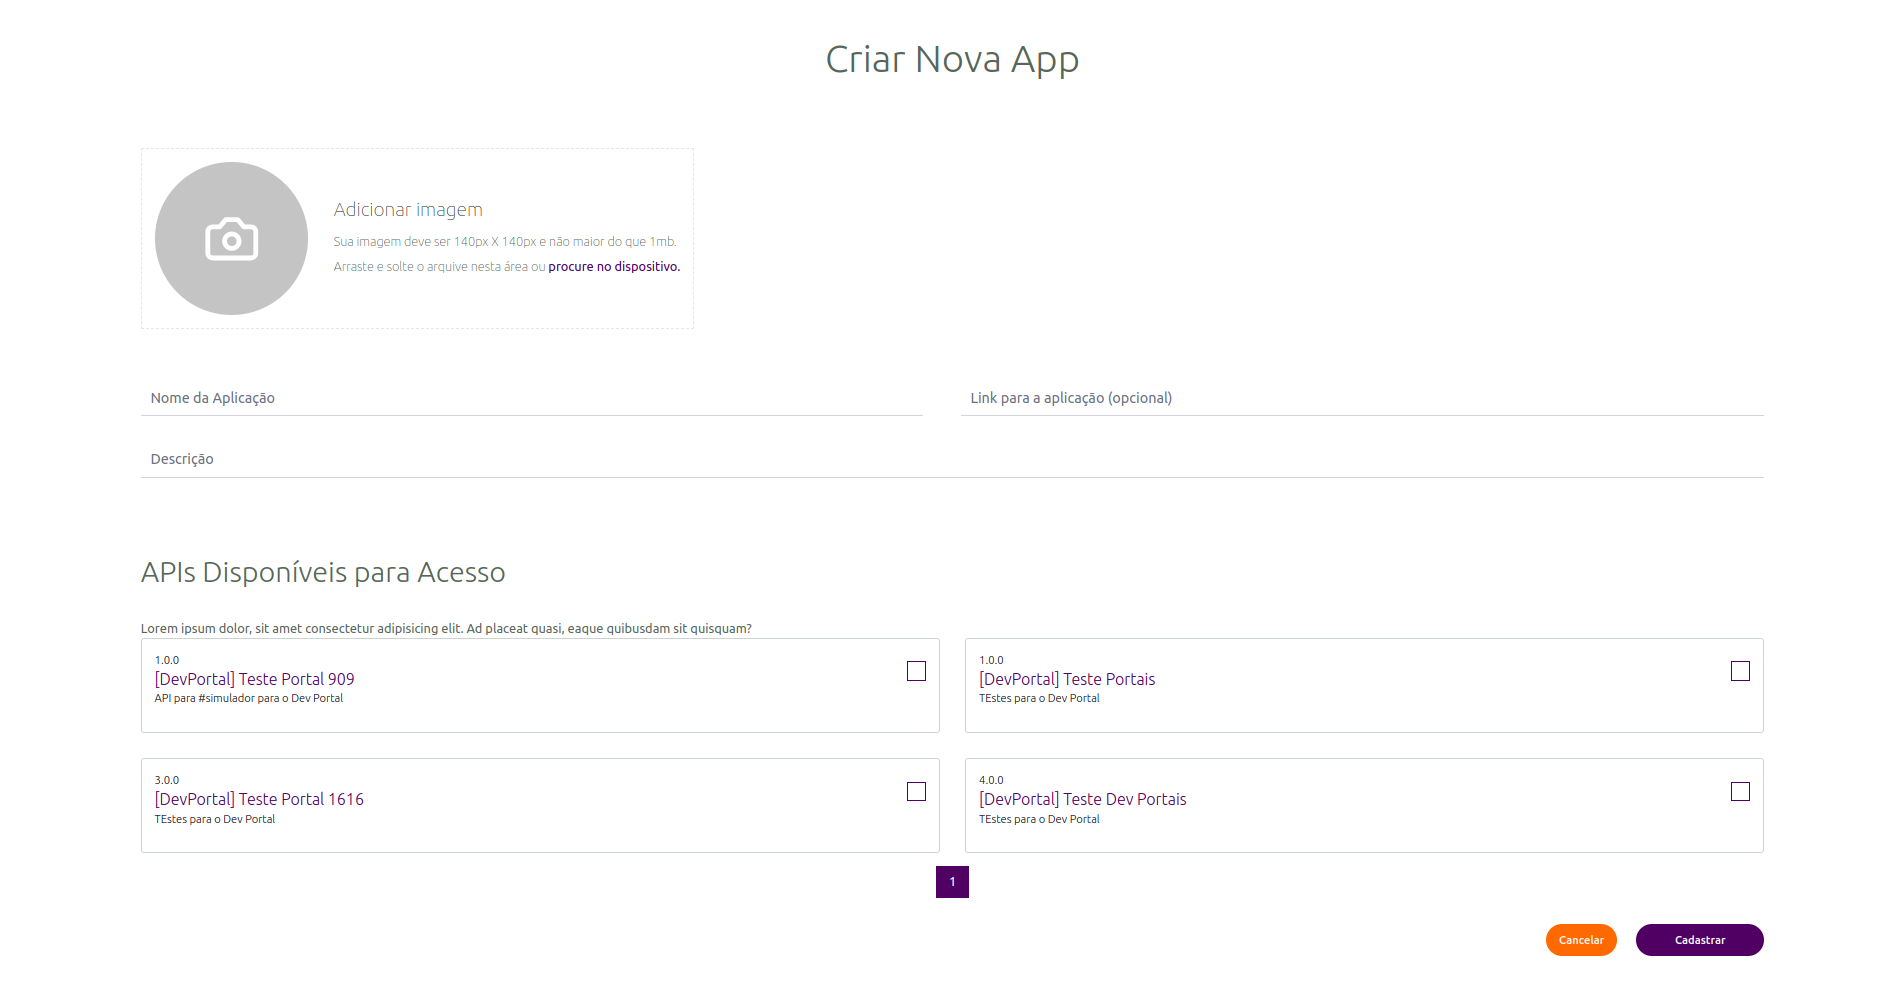 Criar Nova App
Adicionar imagem
Sua imagem deve ser 140px X 140px e não maior do que 1mb.
Arraste e solte o arquive nesta área ou procure no dispositivo.
Nome da Aplicação
Link para a aplicação (opcional)
Descrição
APIs Disponíveis para Acesso
Lorem ipsum dolor, sit amet consectetur adipisicing elit. Ad placeat quasi, eaque quibusdam sit quisquam?
1.0.0
[DevPortal] Teste Portal 909
API para #simulador para o Dev Portal
1.0.0
[DevPortal] Teste Portais
TEstes para o Dev Portal
3.0.0
[DevPortal] Teste Portal 1616
TEstes para o Dev Portal
4.0.0
[DevPortal] Teste Dev Portais
TEstes para o Dev Portal
1
Cancelar
Cadastrar